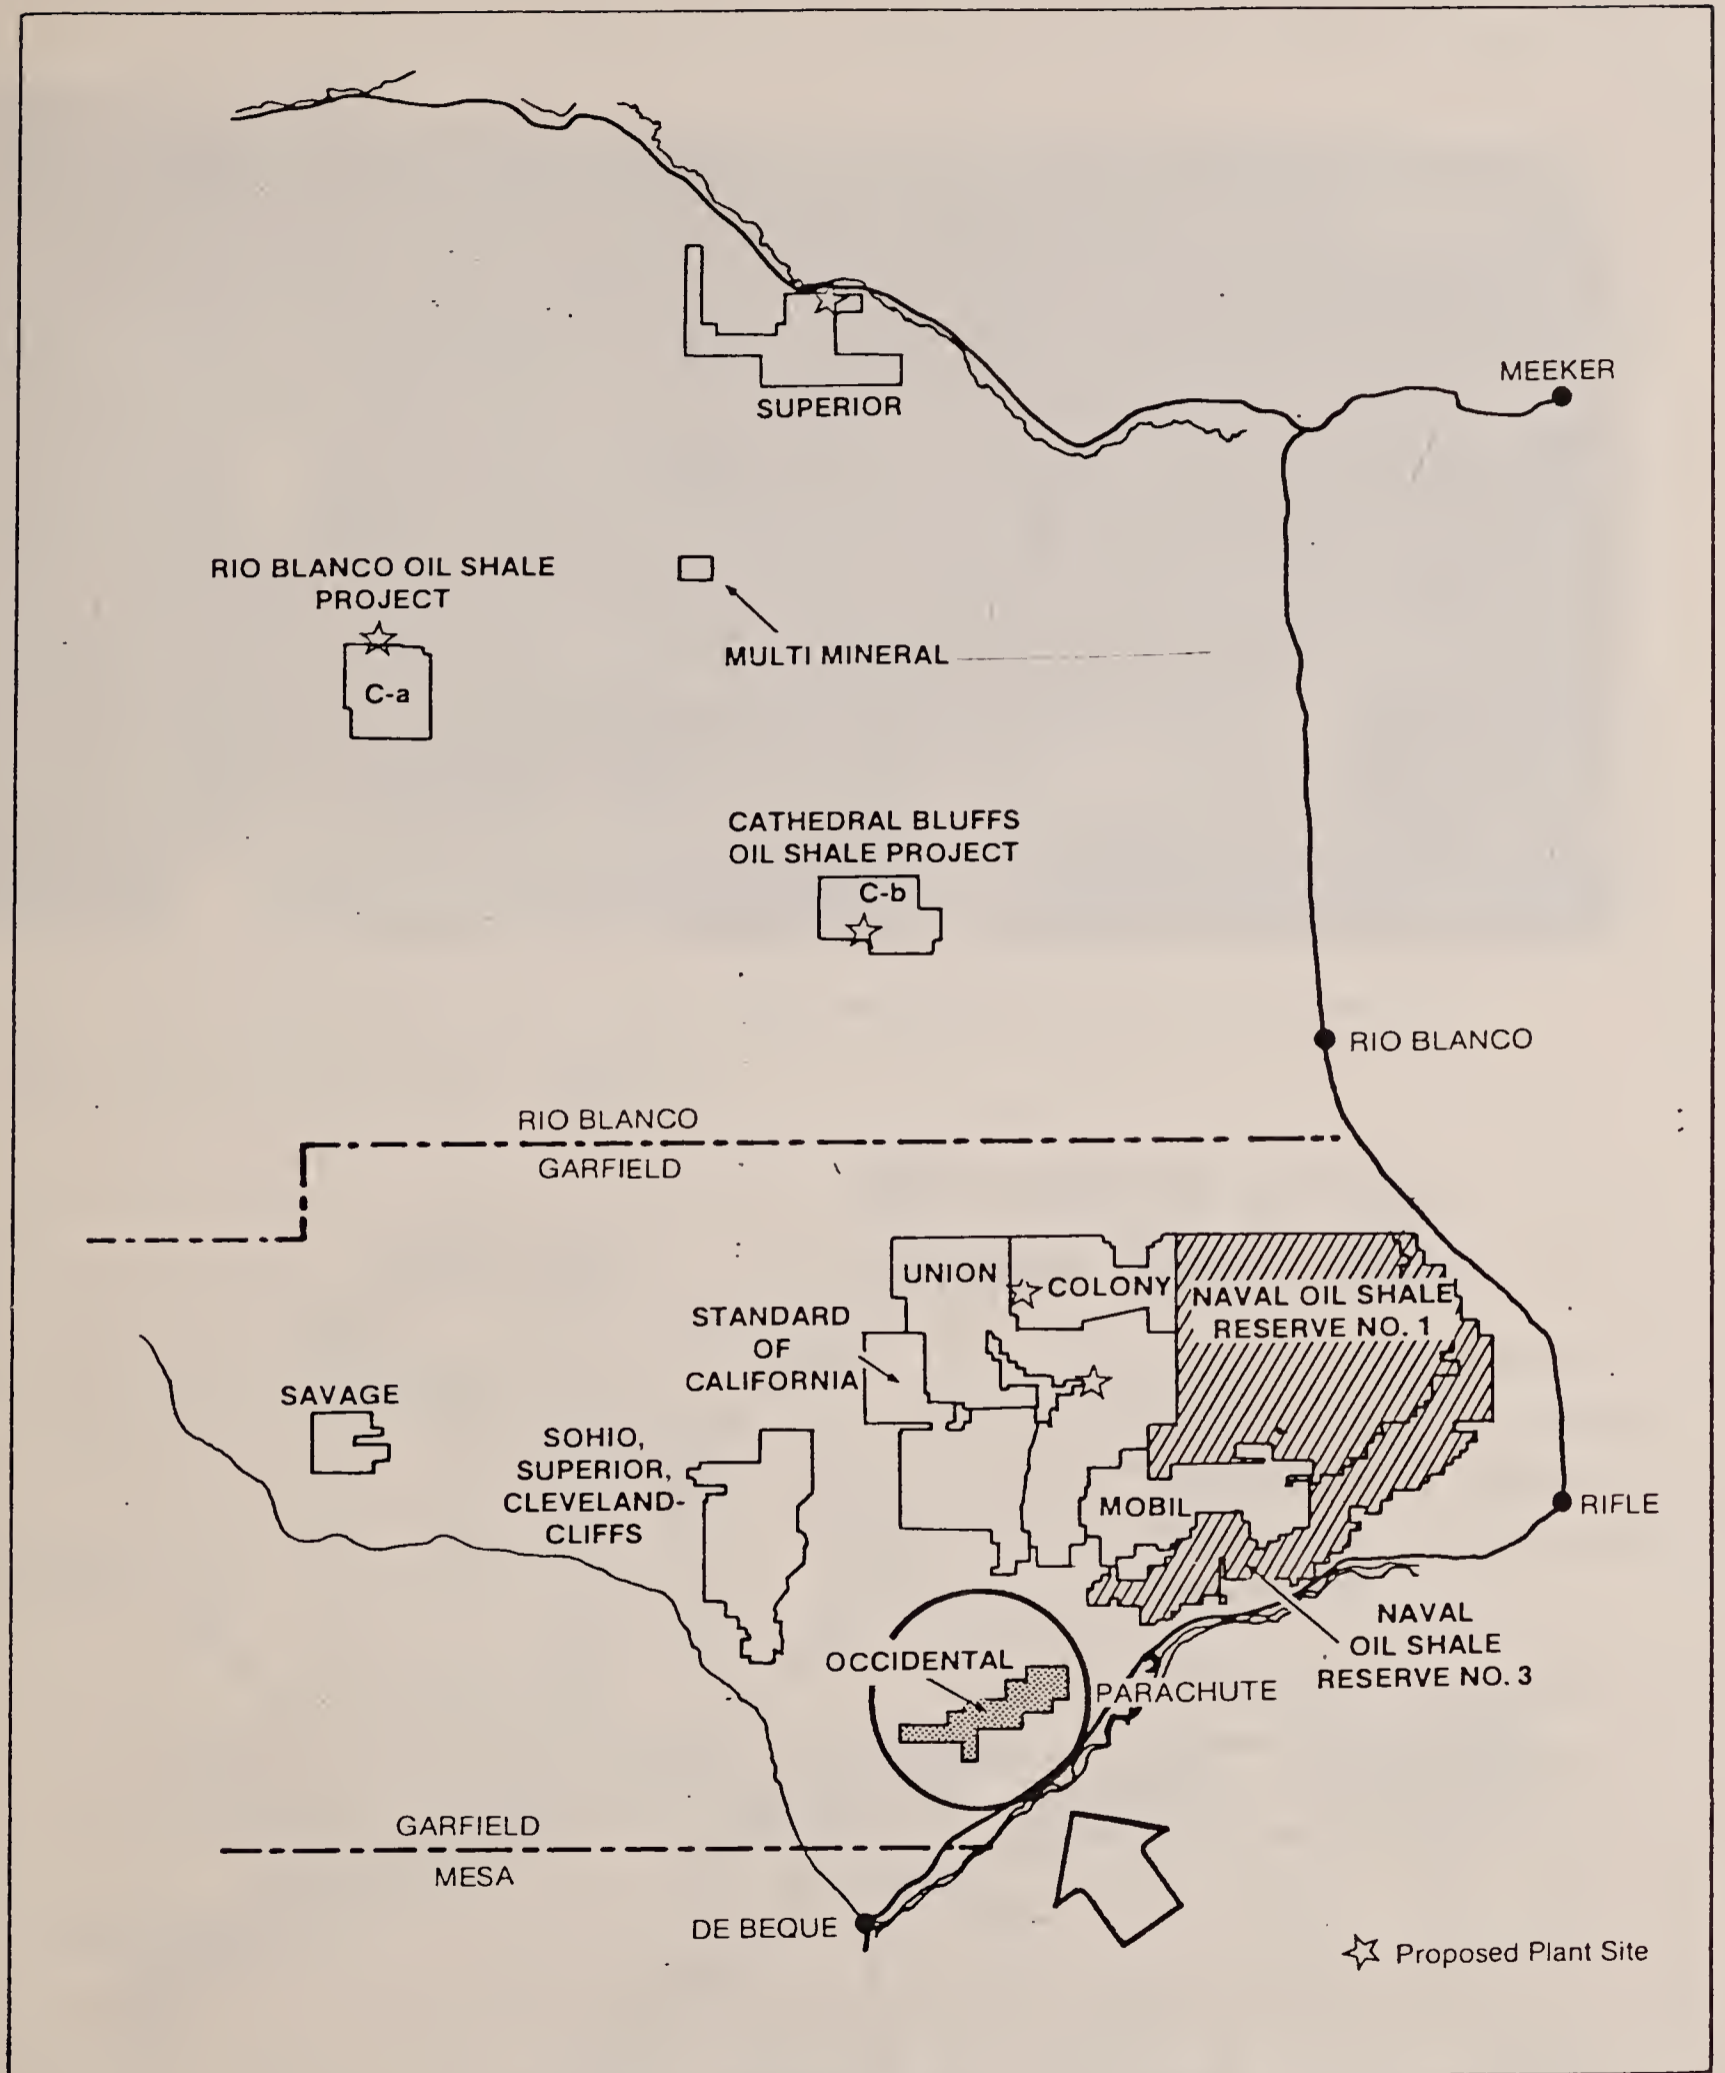 MEEKER
SUPERIOR
RIO BLANCO OIL SHALE
PROJECT
C-a
MULTI MINERAL
CATHEDRAL BLUFFS
OIL SHALE PROJECT
C-b
RIO BLANCO
RIO BLANCO
GARFIELD
UNION
COLONY
NAVAL OIL SHALE
RESERVE NO. 1
STANDARD
OF
CALIFORNIA
SAVAGE
SOHIO,
SUPERIOR,
CLEVELAND-
CLIFFS
MOBIL
RIFLE
NAVAL
OIL SHALE
RESERVE NO. 3
OCCIDENTAL
PARACHUTE
GARFIELD
MESA
DE BEQUE
Proposed Plant Site